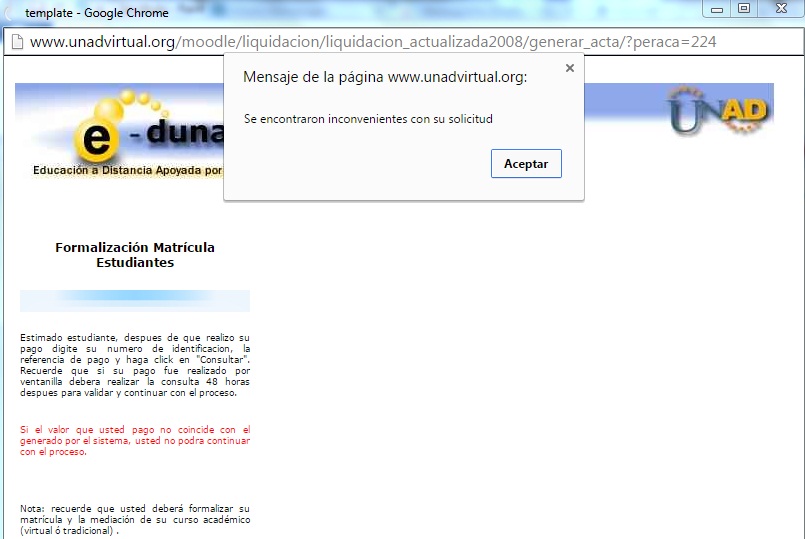 template - Google Chrome
www.unadvirtual.org/moodle/liquidacion/liquidacion_actualizada2008/generar_acta/?peraca=224
Mensaje de la página www.unadvirtual.org:
Se encontraron inconvenientes con su solicitud
Aceptar
e - duna
Educación a Distancia Apoyada por
UNAD
Formalización Matrícula
Estudiantes
Estimado estudiante, despues de que realizo su
pago digite su numero de identificacion, la
referencia de pago y haga click en "Consultar".
Recuerde que si su pago fue realizado por
ventanilla debera realizar la consulta 48 horas
despues para validar y continuar con el proceso.
Si el valor que usted pago no coincide con el
generado por el sistema, usted no podra continuar
con el proceso.
Nota: recuerde que usted deberá formalizar su
matrícula y la mediación de su curso académico
(virtual ó tradicional) .